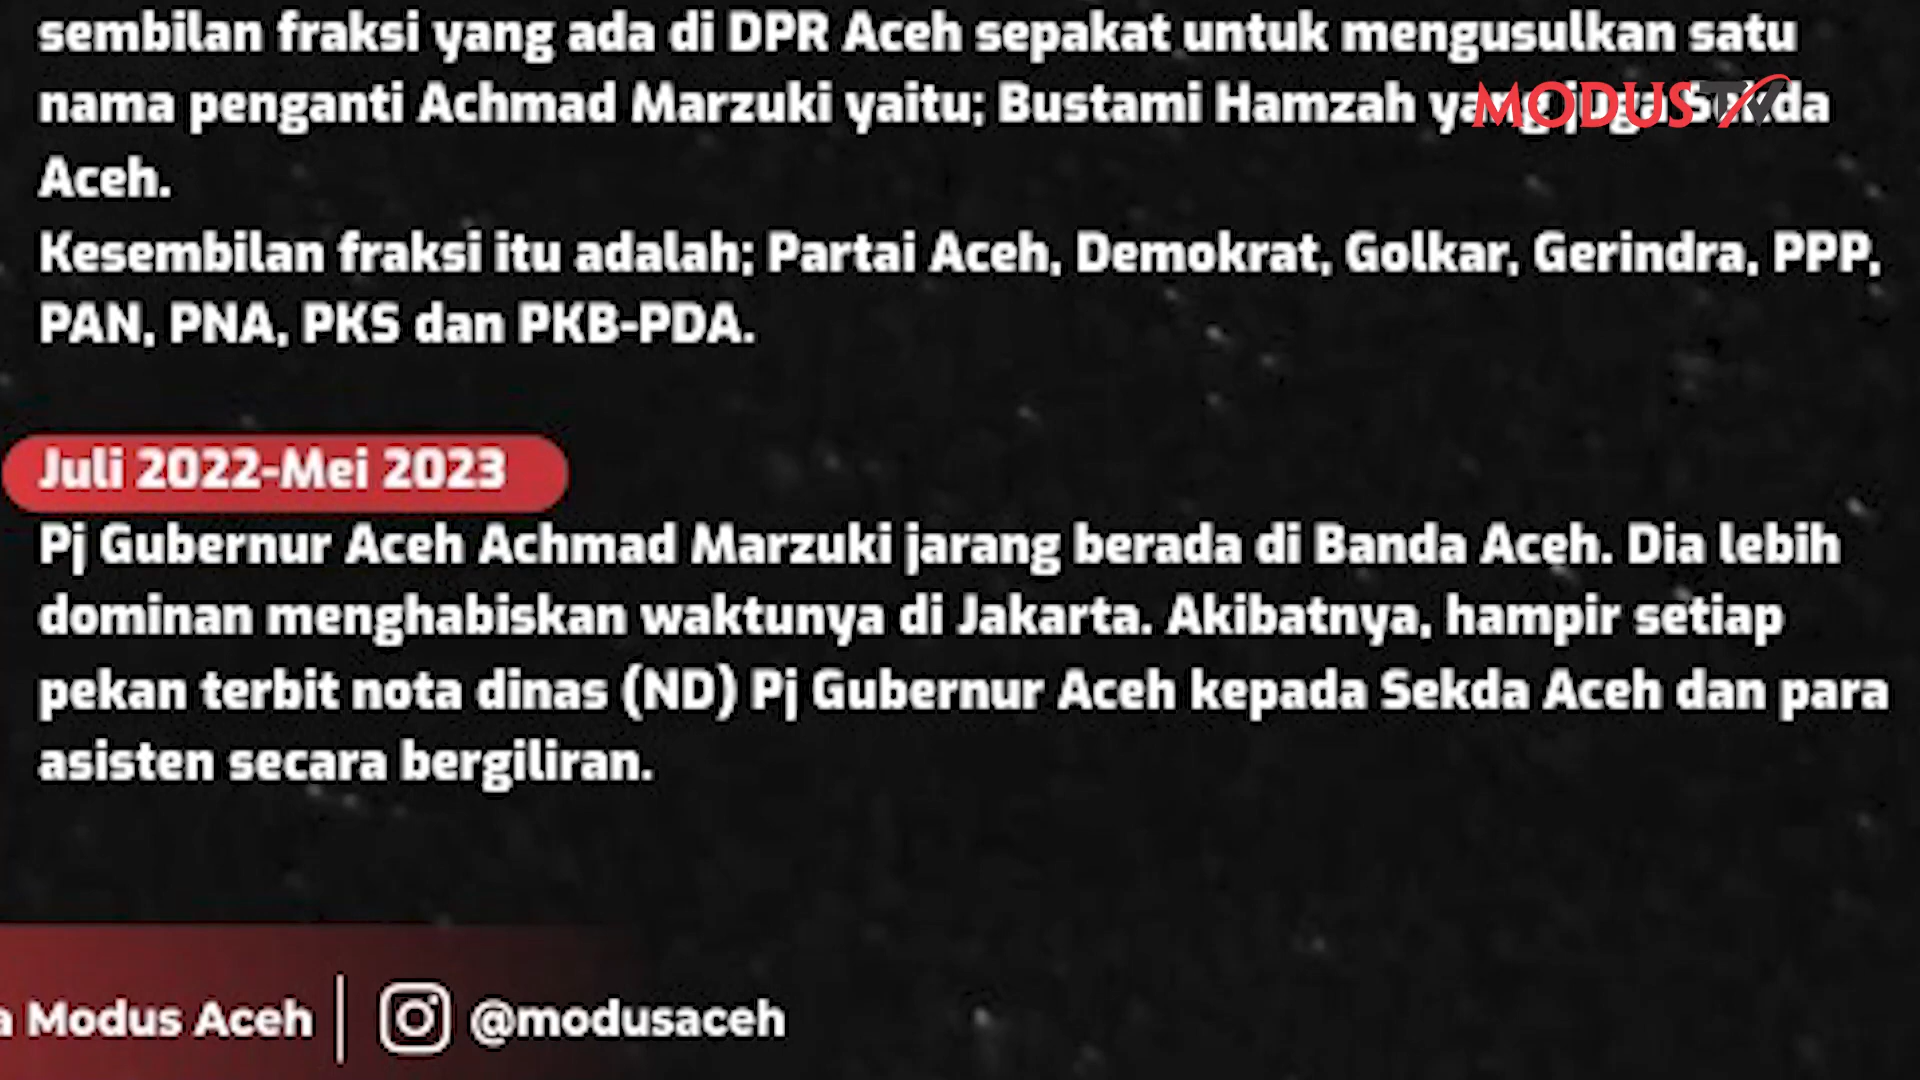 sembilan fraksi yang ada di DPR Aceh sepakat untuk mengusulkan satu
nama penganti Achmad Marzuki yaitu; Bustami Hamzah yang juga Sekda
MODUS TV
Aceh.
Kesembilan fraksi itu adalah; Partai Aceh, Demokrat, Golkar, Gerindra, PPP,
PAN, PNA, PKS dan PKB-PDA.
Juli 2022-Mei 2023
Pj Gubernur Aceh Achmad Marzuki jarang berada di Banda Aceh. Dia lebih
dominan menghabiskan waktunya di Jakarta. Akibatnya, hampir setiap
pekan terbit nota dinas (ND) Pj Gubernur Aceh kepada Sekda Aceh dan para
asisten secara bergiliran.
a Modus Aceh
@modusaceh